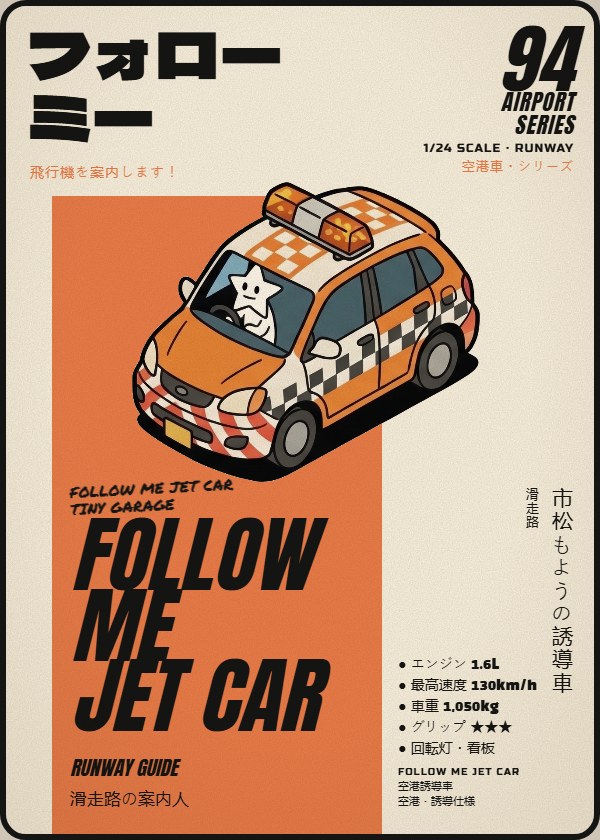 フォロー
ミー
飛行機を案内します！
94
AIRPORT
SERIES
1/24 SCALE・RUNWAY
空港車・シリーズ
FOLLOW ME JET CAR
TINY GARAGE
FOLLOW
ME
JET CAR
RUNWAY GUIDE
滑走路の案内人
市松もようの誘導車
滑走路
● エンジン 1.6L
● 最高速度 130km/h
● 車重 1,050kg
● グリップ ★★★
● 回転灯・看板
FOLLOW ME JET CAR
空港誘導車
空港・誘導仕様